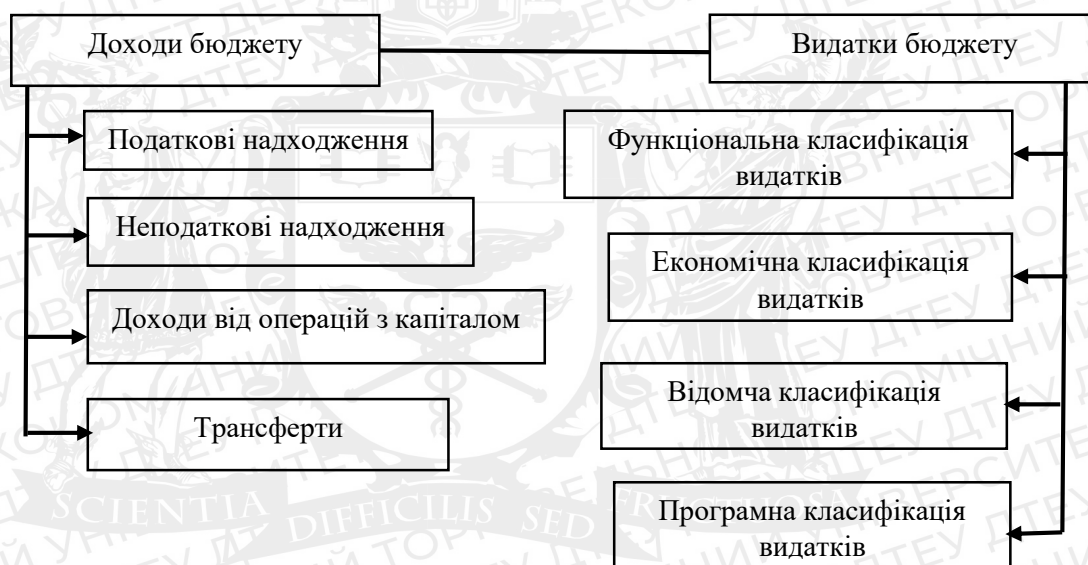 Доходи бюджету
Видатки бюджету
Податкові надходження
Неподаткові надходження
Доходи від операцій з капіталом
Трансферти
Функціональна класифікація
видатків
Економічна класифікація
видатків
Відомча класифікація
видатків
Програмна класифікація
видатків
SCIENTIA DIFFICILIS SED FRUCTUOSA